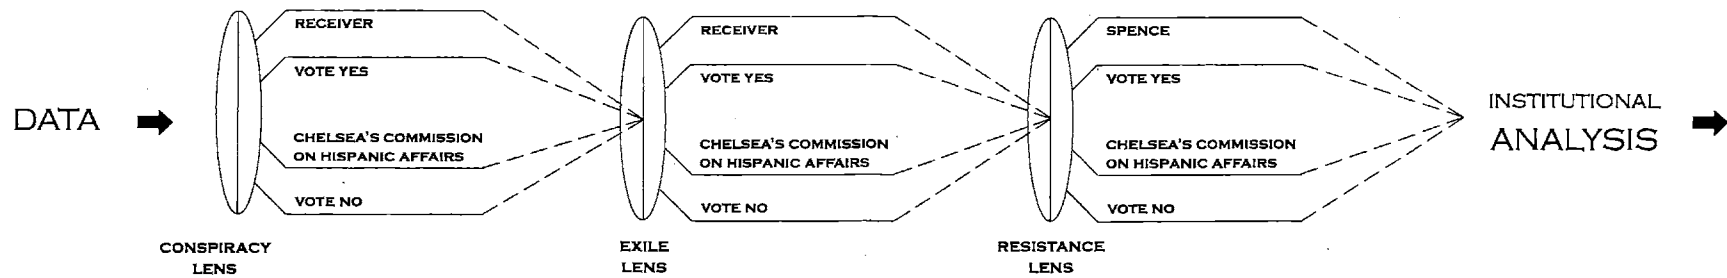 DATA
RECEIVER
VOTE YES
CHELSEA'S COMMISSION
ON HISPANIC AFFAIRS
VOTE NO
CONSPIRACY
LENS
RECEIVER
VOTE YES
CHELSEA'S COMMISSION
ON HISPANIC AFFAIRS
VOTE NO
EXILE
LENS
SPENCE
VOTE YES
CHELSEA'S COMMISSION
ON HISPANIC AFFAIRS
VOTE NO
RESISTANCE
LENS
INSTITUTIONAL
ANALYSIS